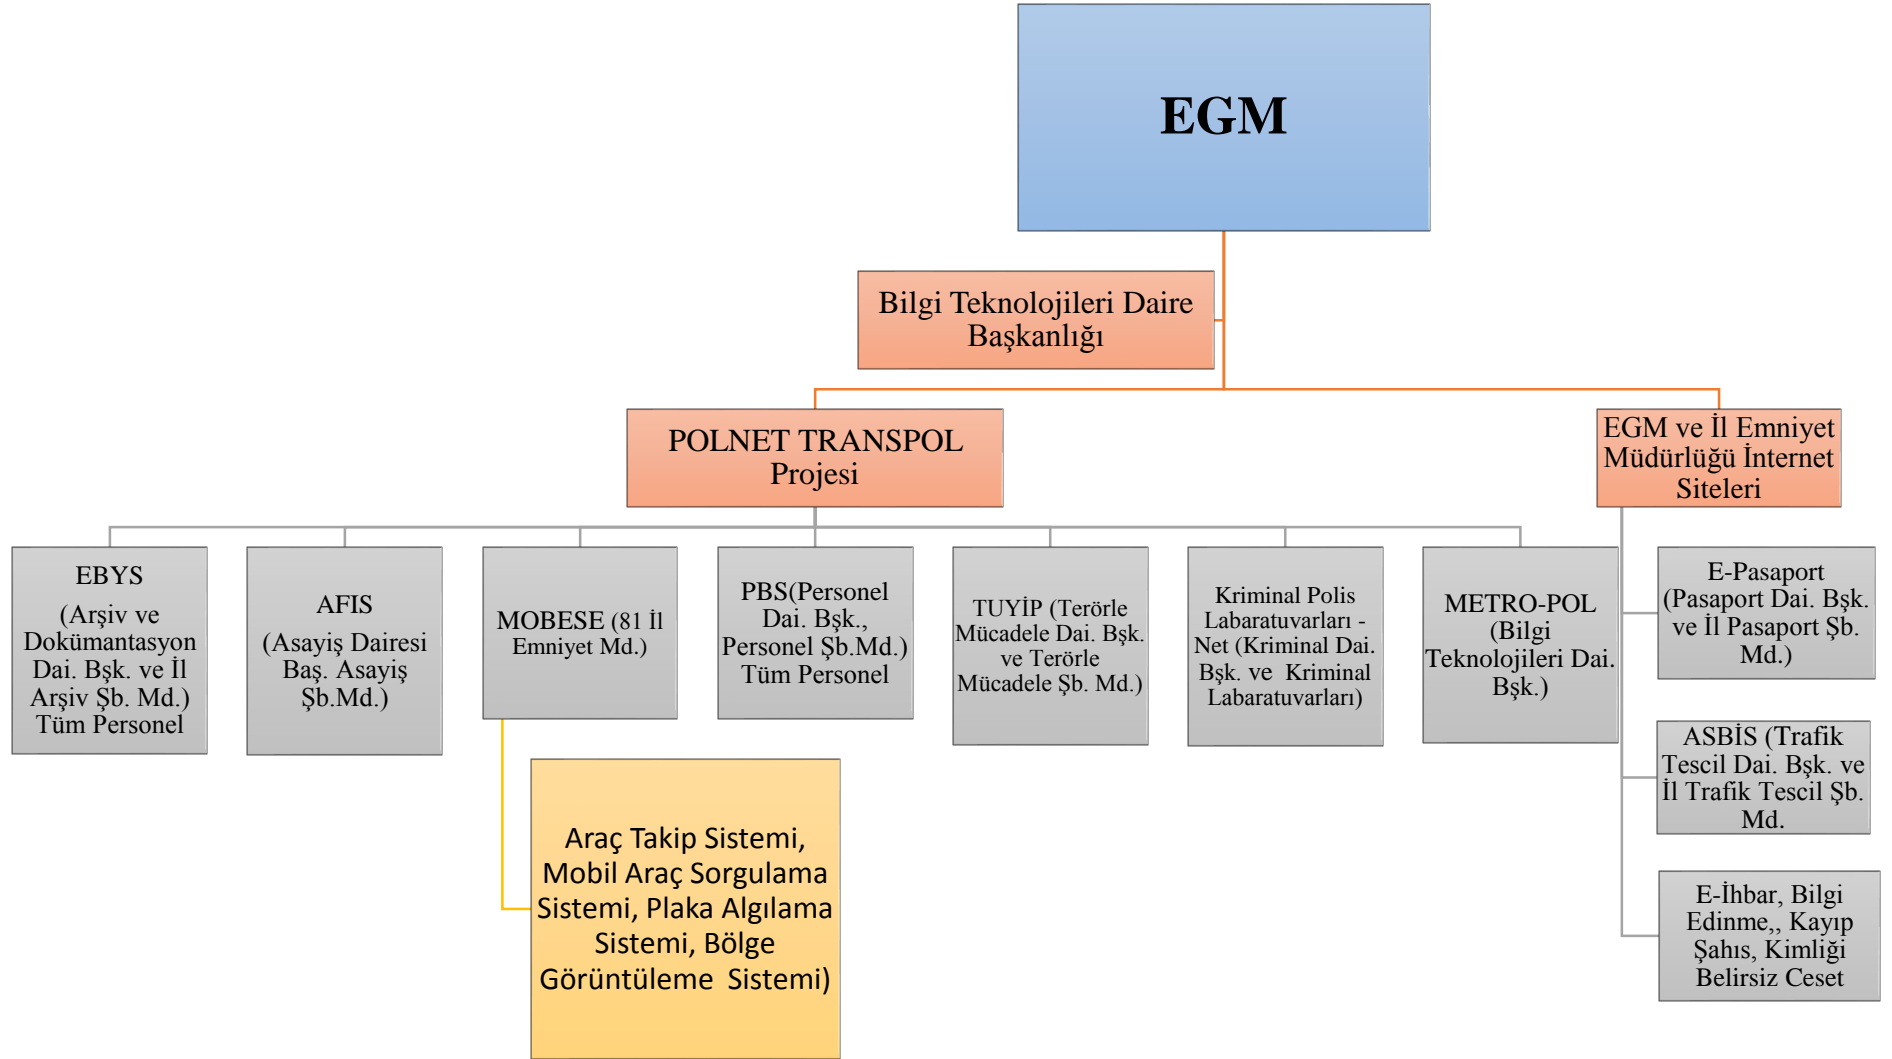 EGM
Bilgi Teknolojileri Daire
Başkanlığı
POLNET TRANSPOL
Projesi
EGM ve İl Emniyet
Müdürlüğü İnternet
Siteleri
EBYS
(Arşiv ve
Dokümantasyon
Dai. Bşk. ve İl
Arşiv Şb. Md.)
Tüm Personel
AFIS
(Asayiş Dairesi
Baş. Asayiş
Şb.Md.)
MOBESE (81 İl
Emniyet Md.)
PBS(Personel
Dai. Bşk.,
Personel Şb.Md.)
Tüm Personel
TUYİP (Terörle
Mücadele Dai. Bşk.
ve Terörle
Mücadele Şb. Md.)
Kriminal Polis
Labaratuvarları -
Net (Kriminal Dai.
Bşk. ve  Kriminal
Labaratuvarları)
METRO-POL
(Bilgi
Teknolojileri Dai.
Bşk.)
E-Pasaport
(Pasaport Dai. Bşk.
ve İl Pasaport Şb.
Md.)
ASBİS (Trafik
Tescil Dai. Bşk. ve
İl Trafik Tescil Şb.
Md.
E-İhbar, Bilgi
Edinme,, Kayıp
Şahıs, Kimliği
Belirsiz Ceset
Araç Takip Sistemi,
Mobil Araç Sorgulama
Sistemi, Plaka Algılama
Sistemi, Bölge
Görüntüleme  Sistemi)